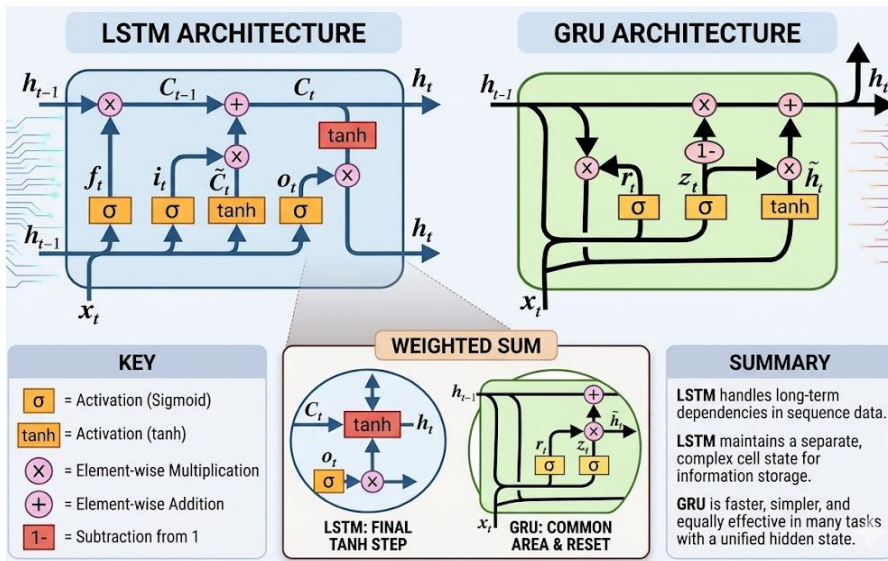 LSTM ARCHITECTURE
h_{t-1}
C_{t-1}
C_t
h_t
×
+
tanh
f_t
i_t
×
C̃_t
o_t
×
σ
σ
tanh
σ
h_{t-1}
h_t
x_t
GRU ARCHITECTURE
h_{t-1}
h_t
×
+
1-
×
r_t
z_t
×
h̃_t
σ
σ
tanh
x_t
KEY
σ = Activation (Sigmoid)
tanh = Activation (tanh)
× = Element-wise Multiplication
+ = Element-wise Addition
1- = Subtraction from 1
WEIGHTED SUM
C_t
tanh
h_t
o_t
σ
×
LSTM: FINAL
TANH STEP
h_{t-1}
+
h̃_t
r_t
z_t
×
σ
σ
x_t
GRU: COMMON
AREA & RESET
SUMMARY
LSTM handles long-term
dependencies in sequence data.
LSTM maintains a separate,
complex cell state for
information storage.
GRU is faster, simpler, and
equally effective in many tasks
with a unified hidden state.